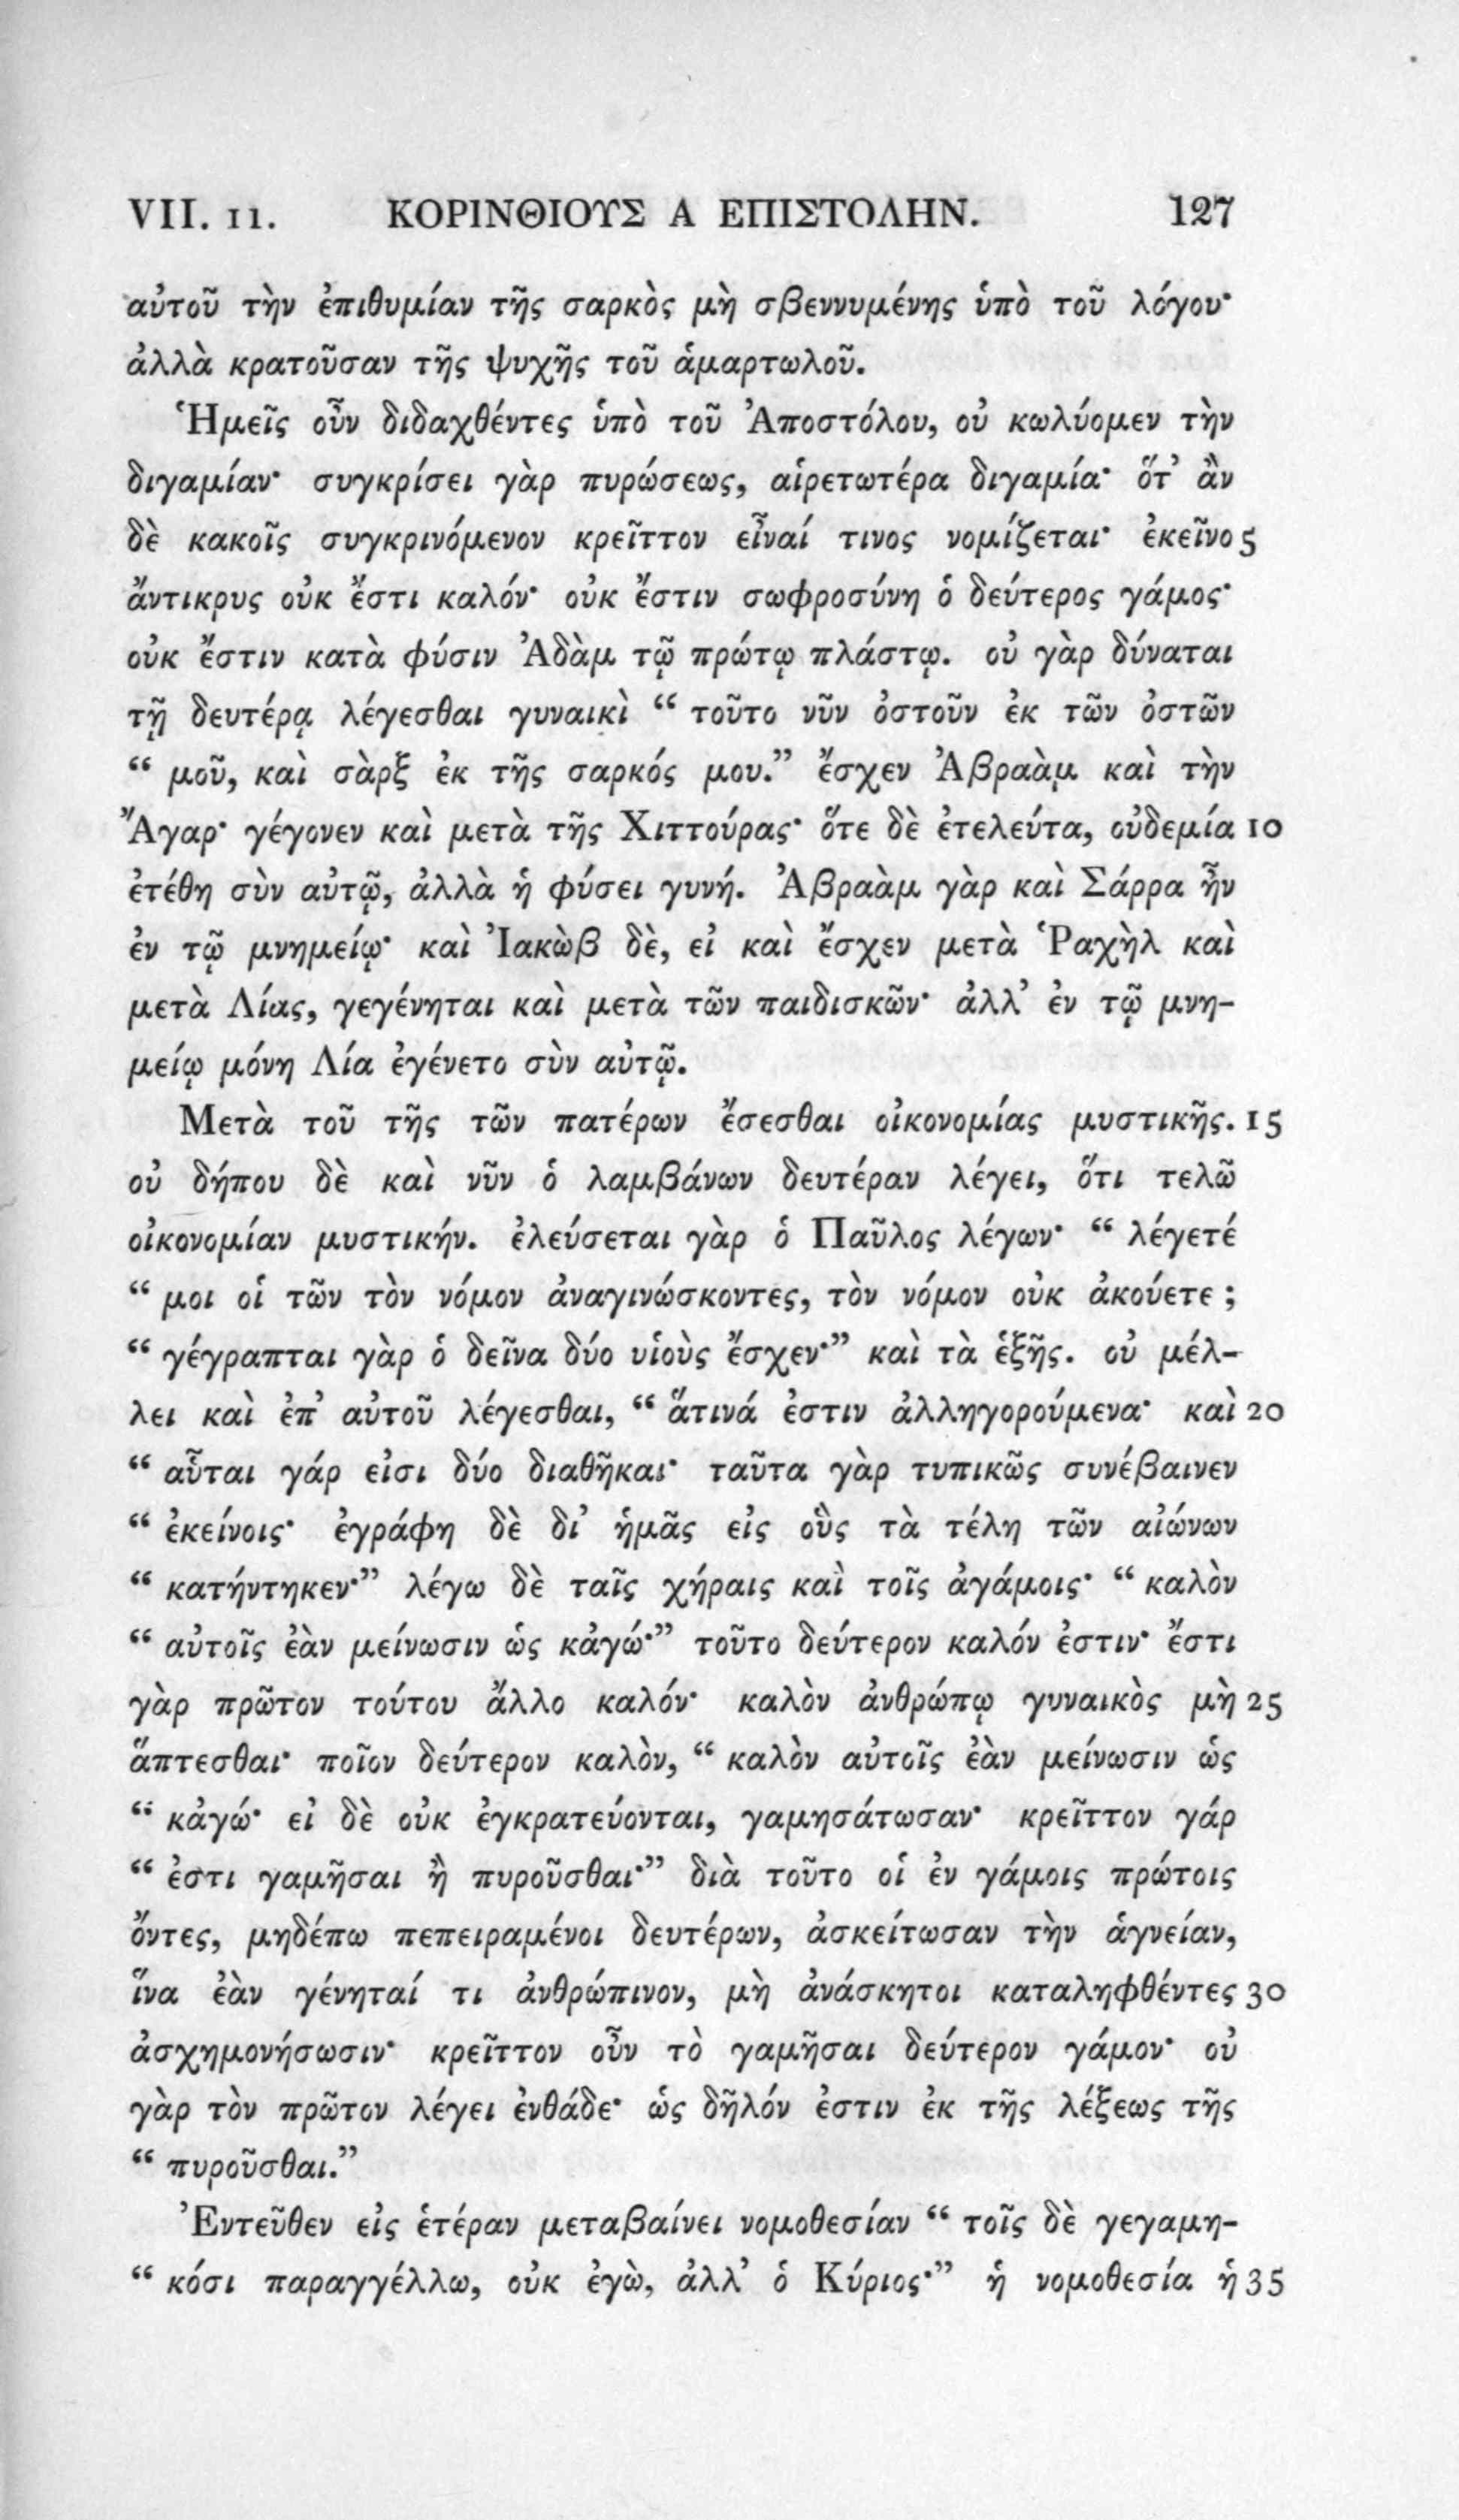 VII. 11. ΚΟΡΙΝΘΙΟΥΣ Α ΕΠΙΣΤΟΛΗΝ. 127
αὐτοῦ τὴν ἐπιθυμίαν τῆς σαρκὸς μὴ σβεννυμένης ὑπὸ τοῦ λόγου·
ἀλλὰ κρατοῦσαν τῆς ψυχῆς τοῦ ἁμαρτωλοῦ.
Ἡμεῖς οὖν διδαχθέντες ὑπὸ τοῦ Ἀποστόλου, οὐ κωλύομεν τὴν
διγαμίαν· συγκρίσει γὰρ πυρώσεως, αἱρετωτέρα διγαμία· ὅτ’ ἂν
δὲ κακοῖς συγκρινόμενον κρεῖττον εἶναί τινος νομίζεται· ἐκεῖνο 5
ἄντικρυς οὐκ ἔστι καλόν· οὐκ ἔστιν σωφροσύνη ὁ δεύτερος γάμος·
οὐκ ἔστιν κατὰ φύσιν Ἀδὰμ τῷ πρώτῳ πλάστῳ. οὐ γὰρ δύναται
τῇ δευτέρᾳ λέγεσθαι γυναικὶ “ τοῦτο νῦν ὀστοῦν ἐκ τῶν ὀστῶν
“ μοῦ, καὶ σὰρξ ἐκ τῆς σαρκός μου.” ἔσχεν Ἀβραὰμ καὶ τὴν
Ἄγαρ· γέγονεν καὶ μετὰ τῆς Χιττούρας· ὅτε δὲ ἐτελεύτα, οὐδεμία 10
ἐτέθη σὺν αὐτῷ, ἀλλὰ ἡ φύσει γυνή. Ἀβραὰμ γὰρ καὶ Σάρρα ἦν
ἐν τῷ μνημείῳ· καὶ Ἰακὼβ δὲ, εἰ καὶ ἔσχεν μετὰ Ῥαχὴλ καὶ
μετὰ Λίας, γεγένηται καὶ μετὰ τῶν παιδισκῶν· ἀλλ’ ἐν τῷ μνη-
μείῳ μόνη Λία ἐγένετο σὺν αὐτῷ.
Μετὰ τοῦ τῆς τῶν πατέρων ἔσεσθαι οἰκονομίας μυστικῆς. 15
οὐ δήπου δὲ καὶ νῦν ὁ λαμβάνων δευτέραν λέγει, ὅτι τελῶ
οἰκονομίαν μυστικήν. ἐλεύσεται γὰρ ὁ Παῦλος λέγων· “ λέγετέ
“ μοι οἱ τῶν τὸν νόμον ἀναγινώσκοντες, τὸν νόμον οὐκ ἀκούετε ;
“ γέγραπται γὰρ ὁ δεῖνα δύο υἱοὺς ἔσχεν·” καὶ τὰ ἑξῆς. οὐ μέλ-
λει καὶ ἐπ’ αὐτοῦ λέγεσθαι, “ ἅτινά ἐστιν ἀλληγορούμενα· καὶ 20
“ αὗται γάρ εἰσι δύο διαθῆκαι· ταῦτα γὰρ τυπικῶς συνέβαινεν
“ ἐκείνοις· ἐγράφη δὲ δι’ ἡμᾶς εἰς οὓς τὰ τέλη τῶν αἰώνων
“ κατήντηκεν·” λέγω δὲ ταῖς χήραις καὶ τοῖς ἀγάμοις· “ καλὸν
“ αὐτοῖς ἐὰν μείνωσιν ὡς κἀγώ·” τοῦτο δεύτερον καλόν ἐστιν· ἔστι
γὰρ πρῶτον τούτου ἄλλο καλόν· καλὸν ἀνθρώπῳ γυναικὸς μὴ 25
ἅπτεσθαι· ποῖον δεύτερον καλὸν, “ καλὸν αὐτοῖς ἐὰν μείνωσιν ὡς
“ κἀγώ· εἰ δὲ οὐκ ἐγκρατεύονται, γαμησάτωσαν· κρεῖττον γάρ
“ ἐστι γαμῆσαι ἢ πυροῦσθαι·” διὰ τοῦτο οἱ ἐν γάμοις πρώτοις
ὄντες, μηδέπω πεπειραμένοι δευτέρων, ἀσκείτωσαν τὴν ἁγνείαν,
ἵνα ἐὰν γένηταί τι ἀνθρώπινον, μὴ ἀνάσκητοι καταληφθέντες 30
ἀσχημονήσωσιν· κρεῖττον οὖν τὸ γαμῆσαι δεύτερον γάμον· οὐ
γὰρ τὸν πρῶτον λέγει ἐνθάδε· ὡς δῆλόν ἐστιν ἐκ τῆς λέξεως τῆς
“ πυροῦσθαι.”
Ἐντεῦθεν εἰς ἑτέραν μεταβαίνει νομοθεσίαν “ τοῖς δὲ γεγαμη-
“ κόσι παραγγέλλω, οὐκ ἐγὼ, ἀλλ’ ὁ Κύριος·” ἡ νομοθεσία ἡ 35